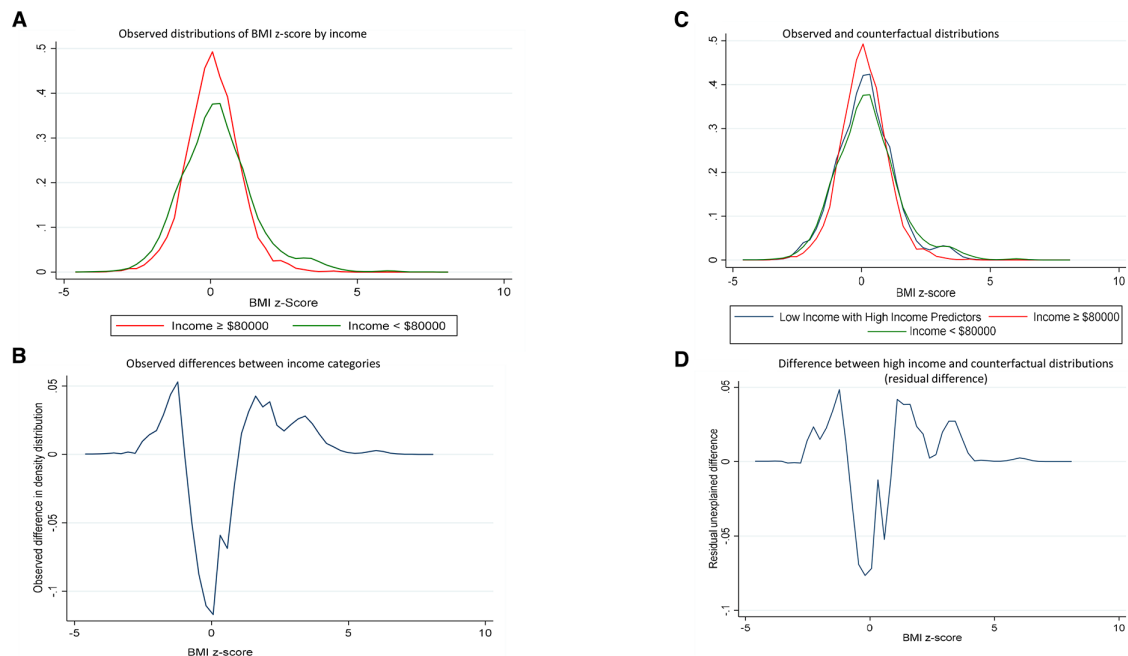 A
Observed distributions of BMI z-score by income
.5
.4
.3
.2
.1
0
-5 0 5 10
BMI z-Score
Income ≥ $80000 Income < $80000
B
Observed differences between income categories
Observed difference in density distribution
.05
0
-.05
-.1
-5 0 5 10
BMI z-score
C
Observed and counterfactual distributions
.5
.4
.3
.2
.1
0
-5 0 5 10
BMI z-score
Low Income with High Income Predictors Income ≥ $80000
Income < $80000
D
Difference between high income and counterfactual distributions
(residual difference)
Residual unexplained difference
.05
0
-.05
-.1
-5 0 5 10
BMI z-score